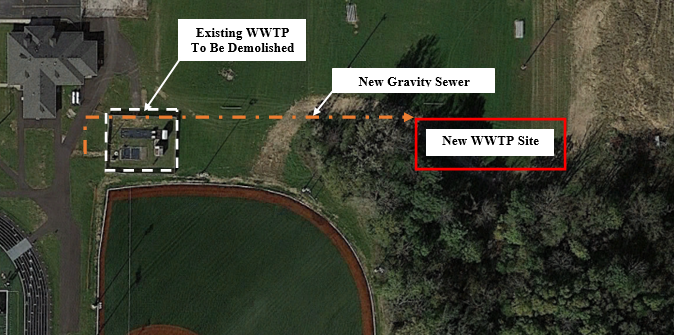 Existing WWTP
To Be Demolished
New Gravity Sewer
New WWTP Site